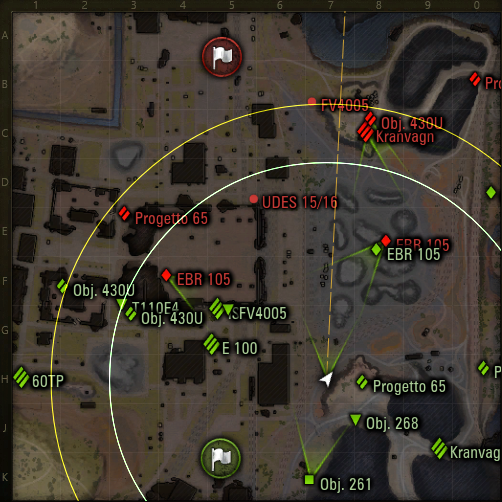 1 2 3 4 5 6 7 8 9 0
A
B
C
D
E
F
G
H
J
K
Pro
FV4005
Obj. 430U
Kranvagn
UDES 15/16
Progetto 65
EBR 105
EBR 105
EBR 105
Obj. 430U
T110E4
Obj. 430U
FV4005
E 100
60TP
P
Progetto 65
Obj. 268
Kranvag
Obj. 261